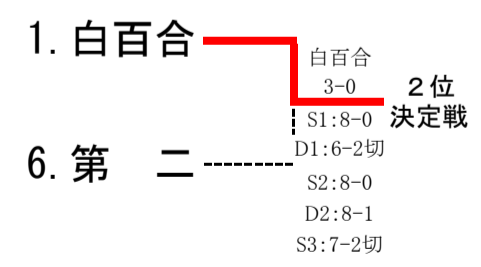 1. 白百合
白百合
3-0
S1:8-0
D1:6-2切
S2:8-0
D2:8-1
S3:7-2切
2位
決定戦
6. 第 二